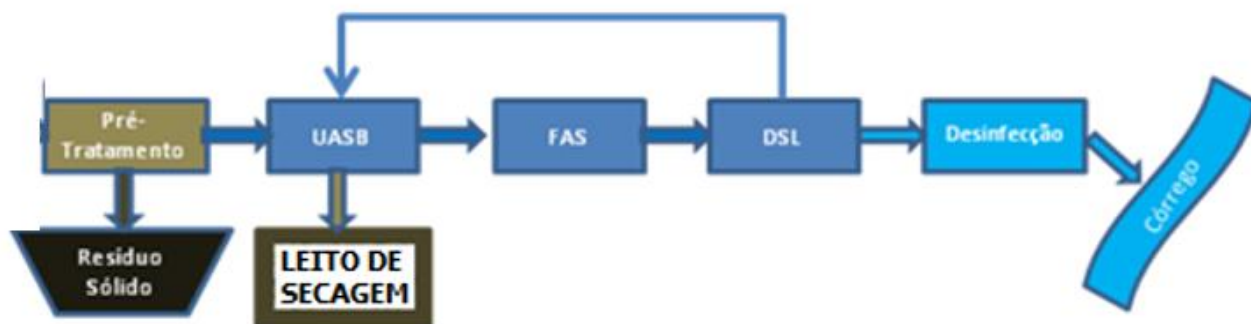 Pré-
Tratamento
UASB
FAS
DSL
Desinfecção
Córrego
Resíduo
Sólido
LEITO DE
SECAGEM